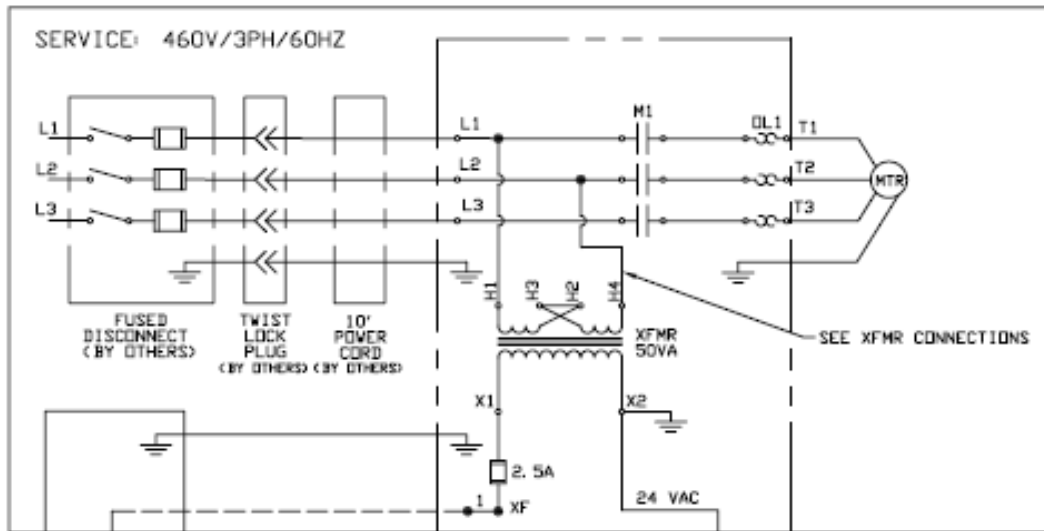 SERVICE: 460V/3PH/60HZ
L1
L2
L3
L1
L2
L3
M1
OL1
T1
T2
T3
MTR
FUSED
DISCONNECT
(BY OTHERS)
TWIST
LOCK
PLUG
(BY OTHERS)
10'
POWER
CORD
(BY OTHERS)
H1
H3
H2
H4
XFMR
50VA
SEE XFMR CONNECTIONS
X1
X2
2.5A
1
XF
24 VAC